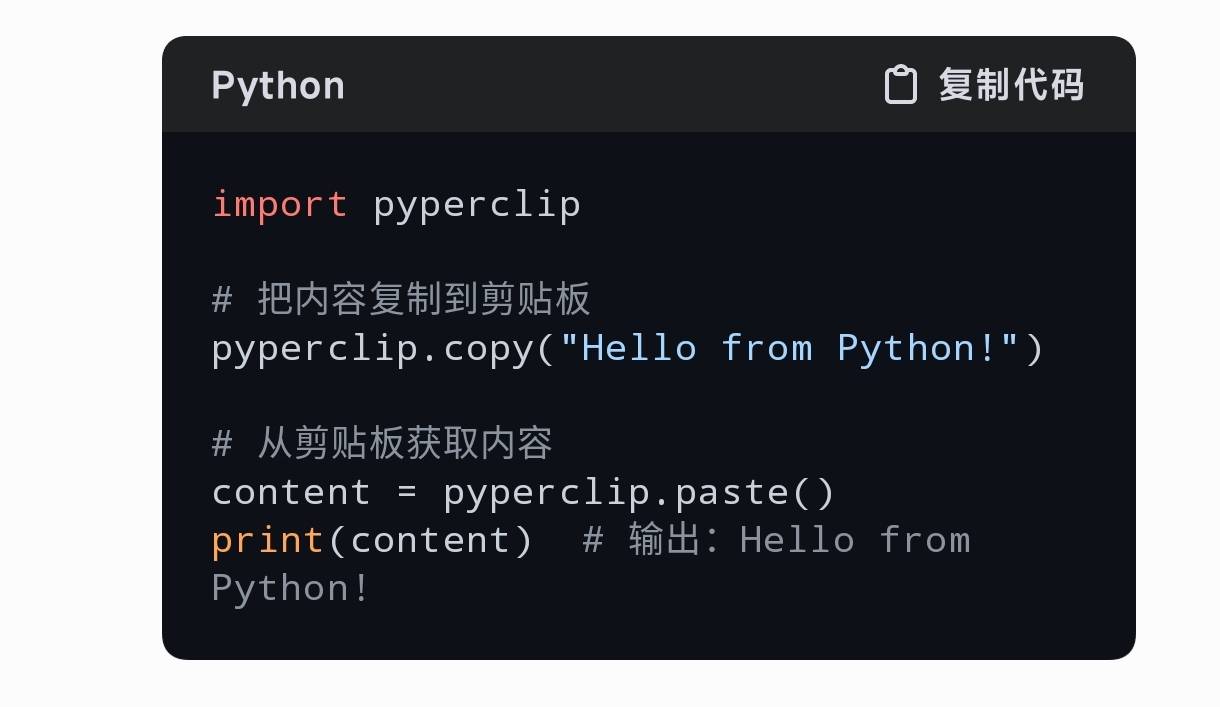 Python
复制代码
import pyperclip
# 把内容复制到剪贴板
pyperclip.copy("Hello from Python!")
# 从剪贴板获取内容
content = pyperclip.paste()
print(content)  # 输出：Hello from
Python!